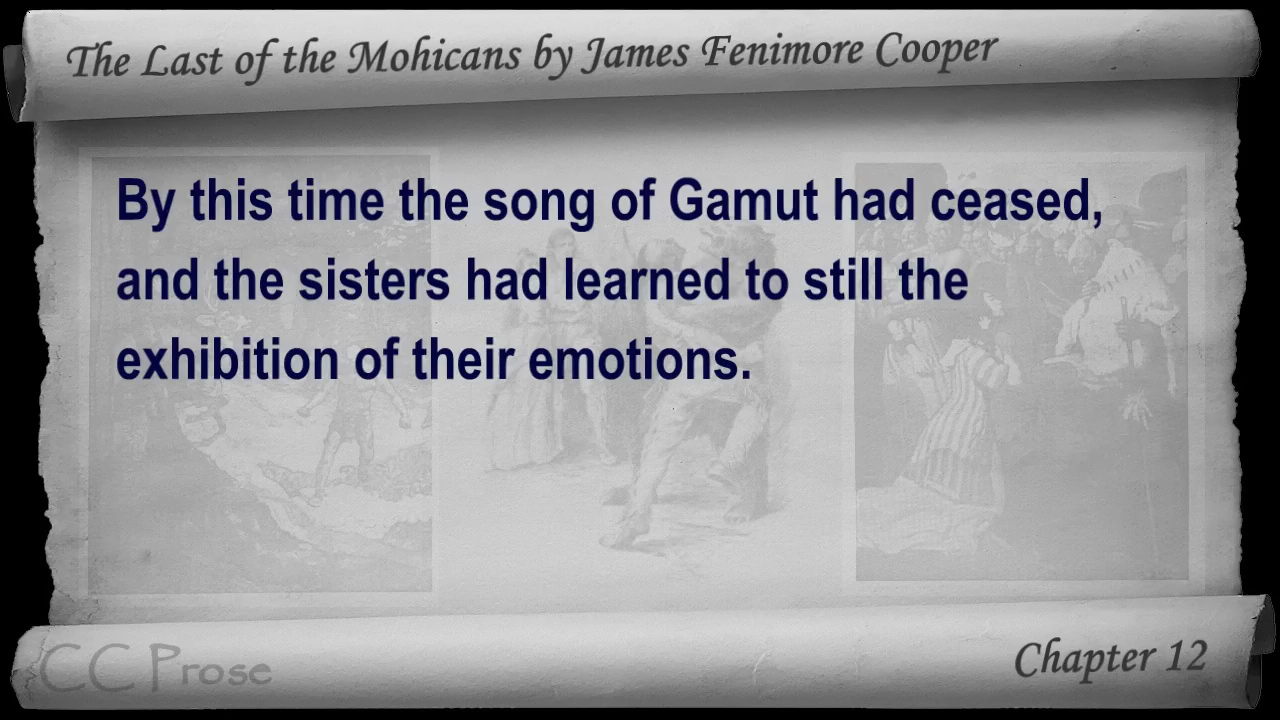 The Last of the Mohicans by James Fenimore Cooper
By this time the song of Gamut had ceased,
and the sisters had learned to still the
exhibition of their emotions.
CC Prose
Chapter 12